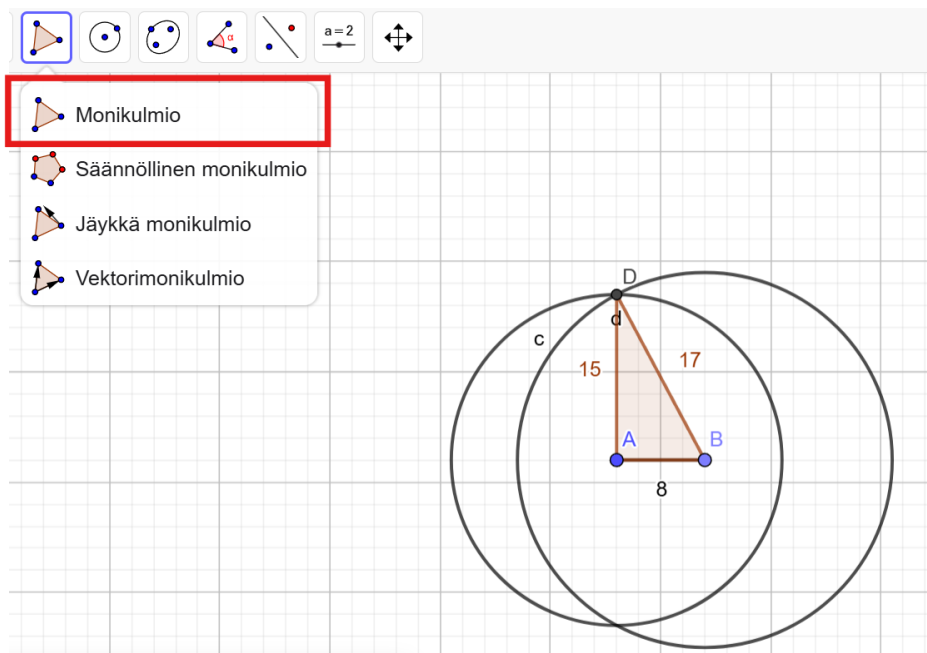 α
a = 2
Monikulmio
Säännöllinen monikulmio
Jäykkä monikulmio
Vektorimonikulmio
D
d
c
15
17
A
B
8